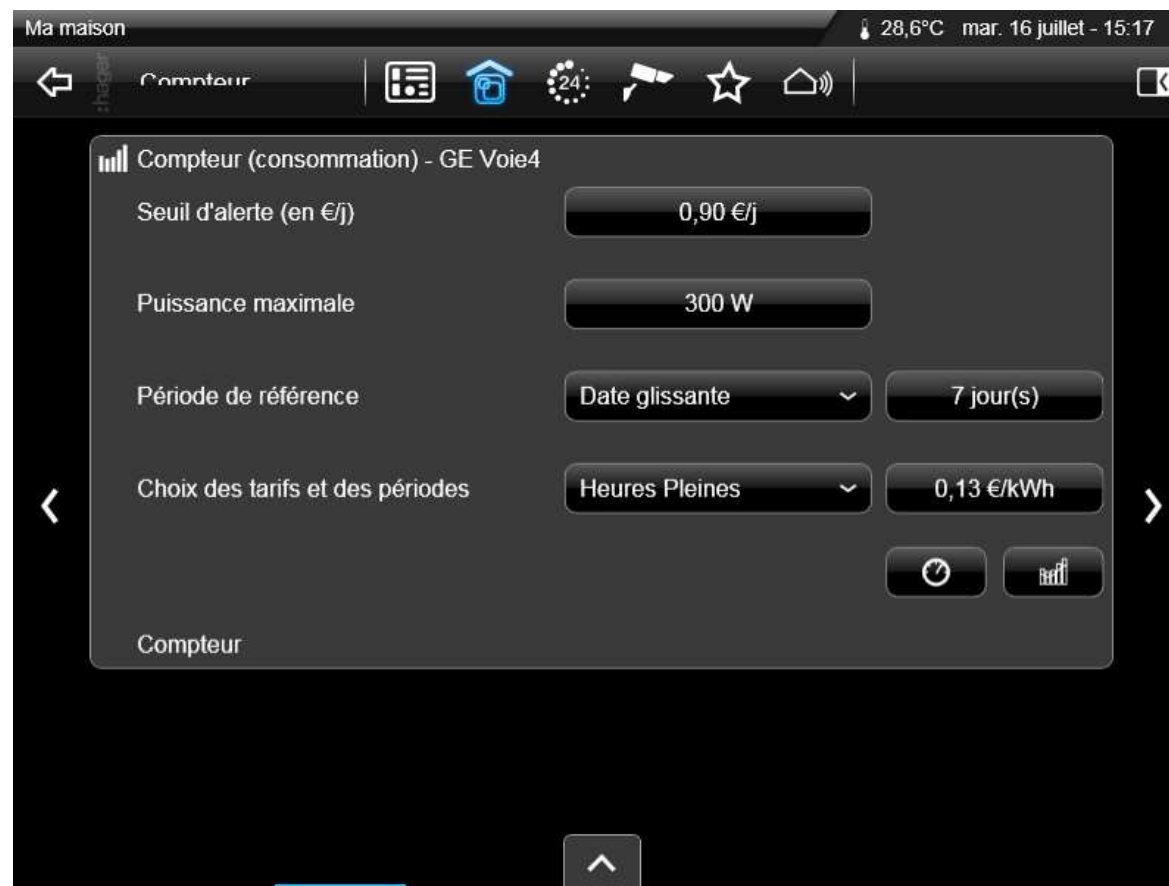 Ma maison 28,6°C mar. 16 juillet - 15:17
:hager Compteur 24
Compteur (consommation) - GE Voie4
Seuil d'alerte (en €/j) 0,90 €/j
Puissance maximale 300 W
Période de référence Date glissante 7 jour(s)
Choix des tarifs et des périodes Heures Pleines 0,13 €/kWh
Compteur